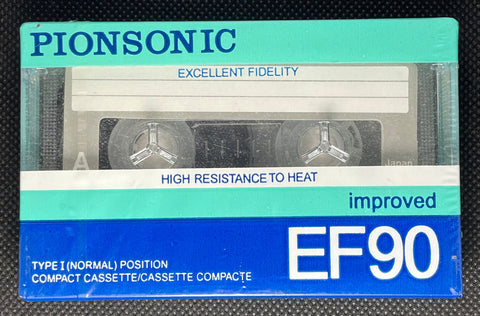 PIONSONIC
EXCELLENT FIDELITY
A
Japan
HIGH RESISTANCE TO HEAT
improved
TYPE I (NORMAL) POSITION
COMPACT CASSETTE/CASSETTE COMPACTE
EF90